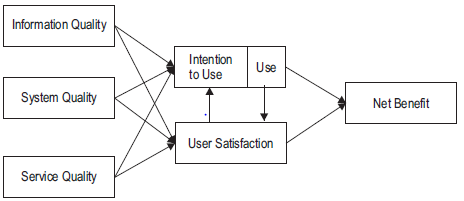 Information Quality
Intention
to Use
Use
System Quality
Net Benefit
User Satisfaction
Service Quality